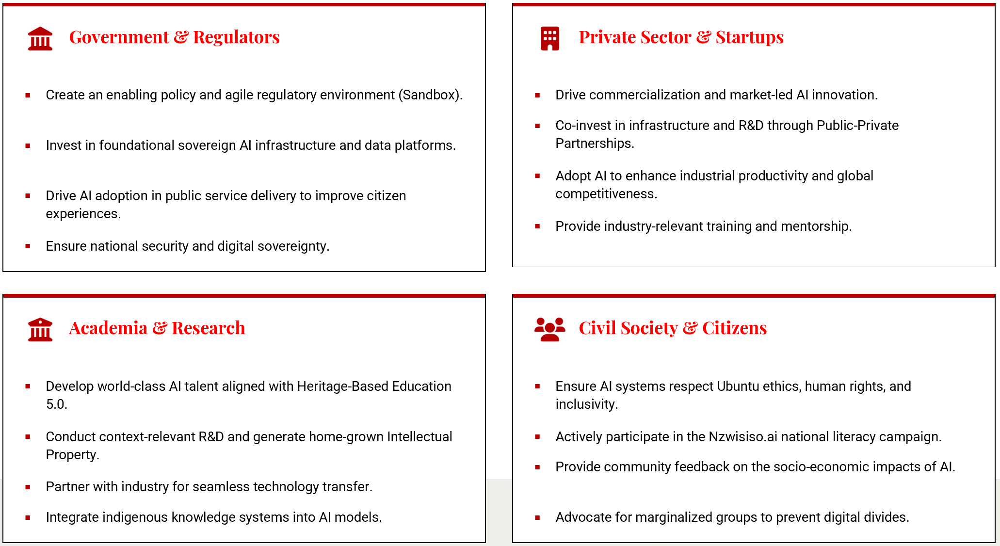 Government & Regulators
Create an enabling policy and agile regulatory environment (Sandbox).
Invest in foundational sovereign AI infrastructure and data platforms.
Drive AI adoption in public service delivery to improve citizen
experiences.
Ensure national security and digital sovereignty.
Private Sector & Startups
Drive commercialization and market-led AI innovation.
Co-invest in infrastructure and R&D through Public-Private
Partnerships.
Adopt AI to enhance industrial productivity and global
competitiveness.
Provide industry-relevant training and mentorship.
Academia & Research
Develop world-class AI talent aligned with Heritage-Based Education
5.0.
Conduct context-relevant R&D and generate home-grown Intellectual
Property.
Partner with industry for seamless technology transfer.
Integrate indigenous knowledge systems into AI models.
Civil Society & Citizens
Ensure AI systems respect Ubuntu ethics, human rights, and
inclusivity.
Actively participate in the Nzwisiso.ai national literacy campaign.
Provide community feedback on the socio-economic impacts of AI.
Advocate for marginalized groups to prevent digital divides.